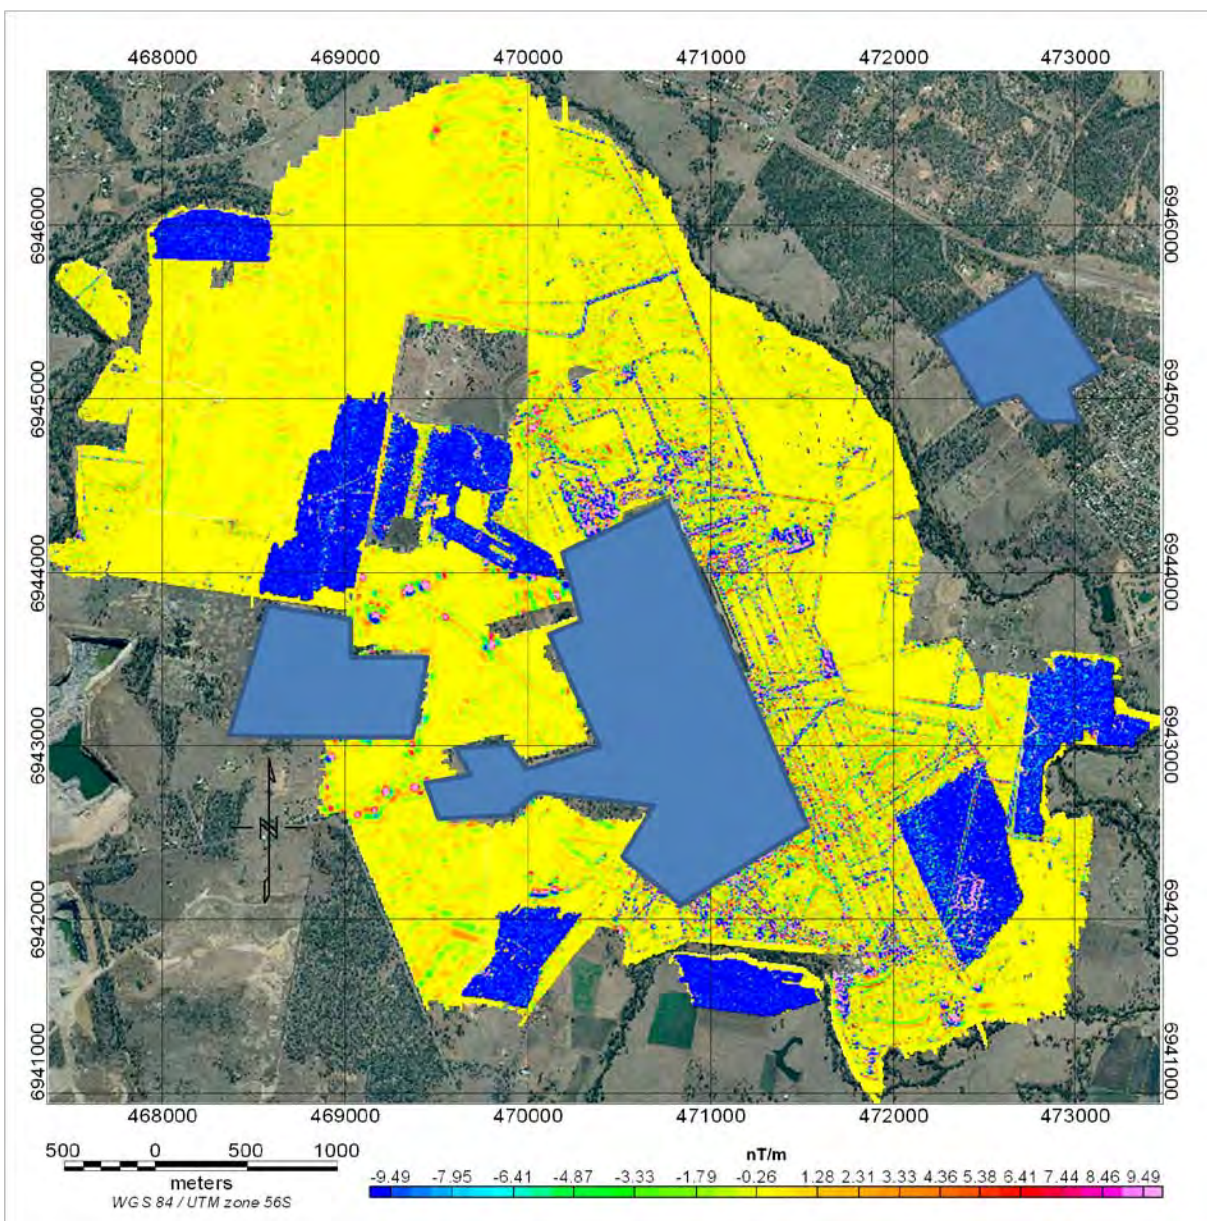 468000 469000 470000 471000 472000 473000
6946000 6946000
6945000 6945000
6944000 6944000
6943000 6943000
6942000 6942000
6941000 6941000
468000 469000 470000 471000 472000 473000
500 0 500 1000
meters
WGS 84 / UTM zone 56S
nT/m
-9.49 -7.95 -6.41 -4.87 -3.33 -1.79 -0.26 1.28 2.31 3.33 4.36 5.38 6.41 7.44 8.46 9.49